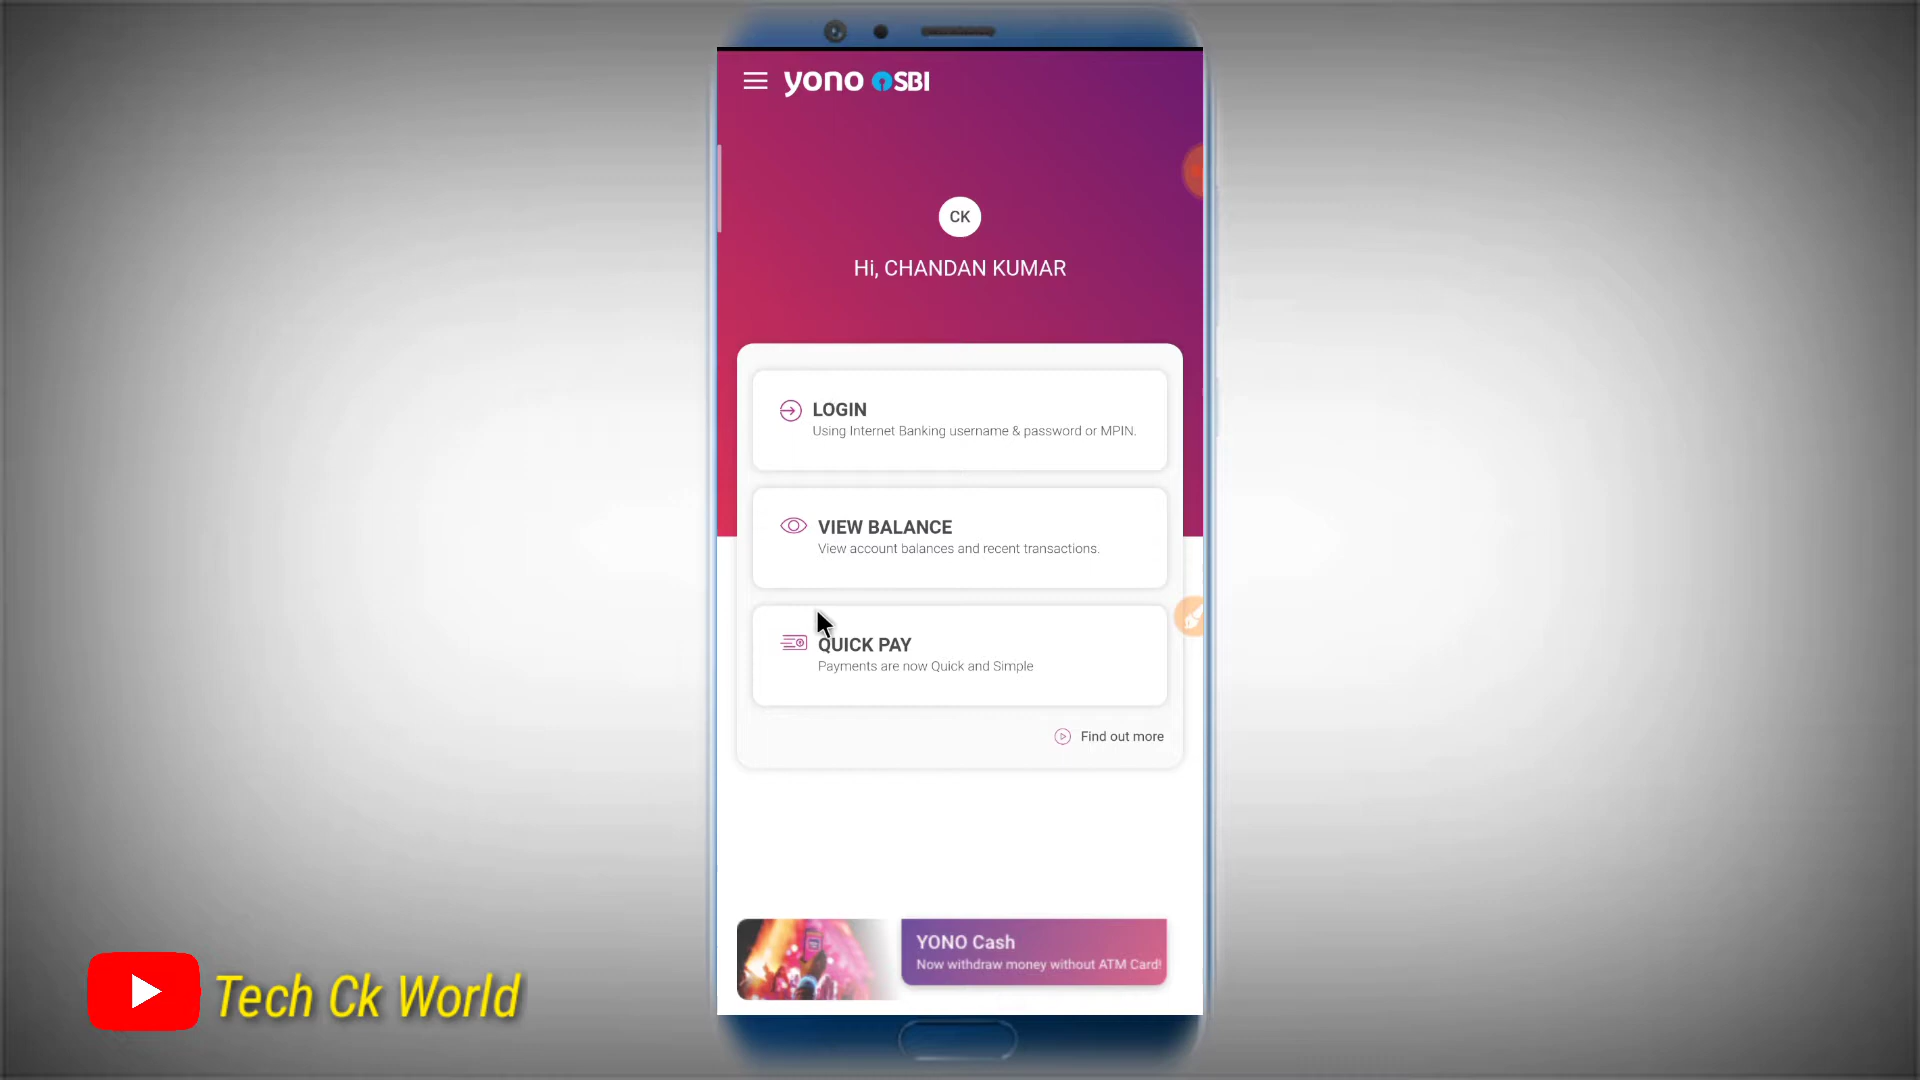 yono SBI
CK
Hi, CHANDAN KUMAR
LOGIN
Using Internet Banking username & password or MPIN.
VIEW BALANCE
View account balances and recent transactions.
QUICK PAY
Payments are now Quick and Simple
Find out more
YONO Cash
Now withdraw money without ATM Card!
Tech Ck World